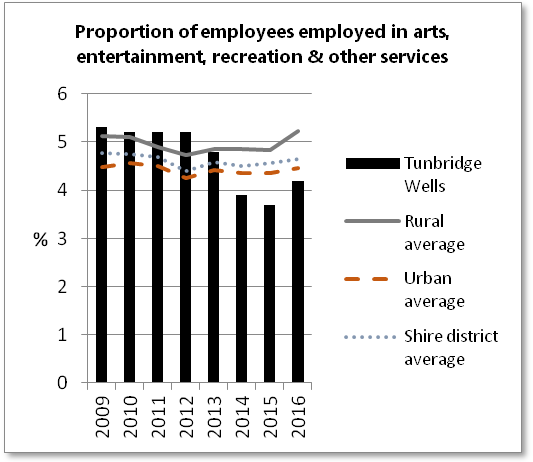 Proportion of employees employed in arts,
entertainment, recreation & other services
6
5
4
3
2
1
0
%
2009
2010
2011
2012
2013
2014
2015
2016
Tunbridge
Wells
Rural
average
Urban
average
Shire district
average